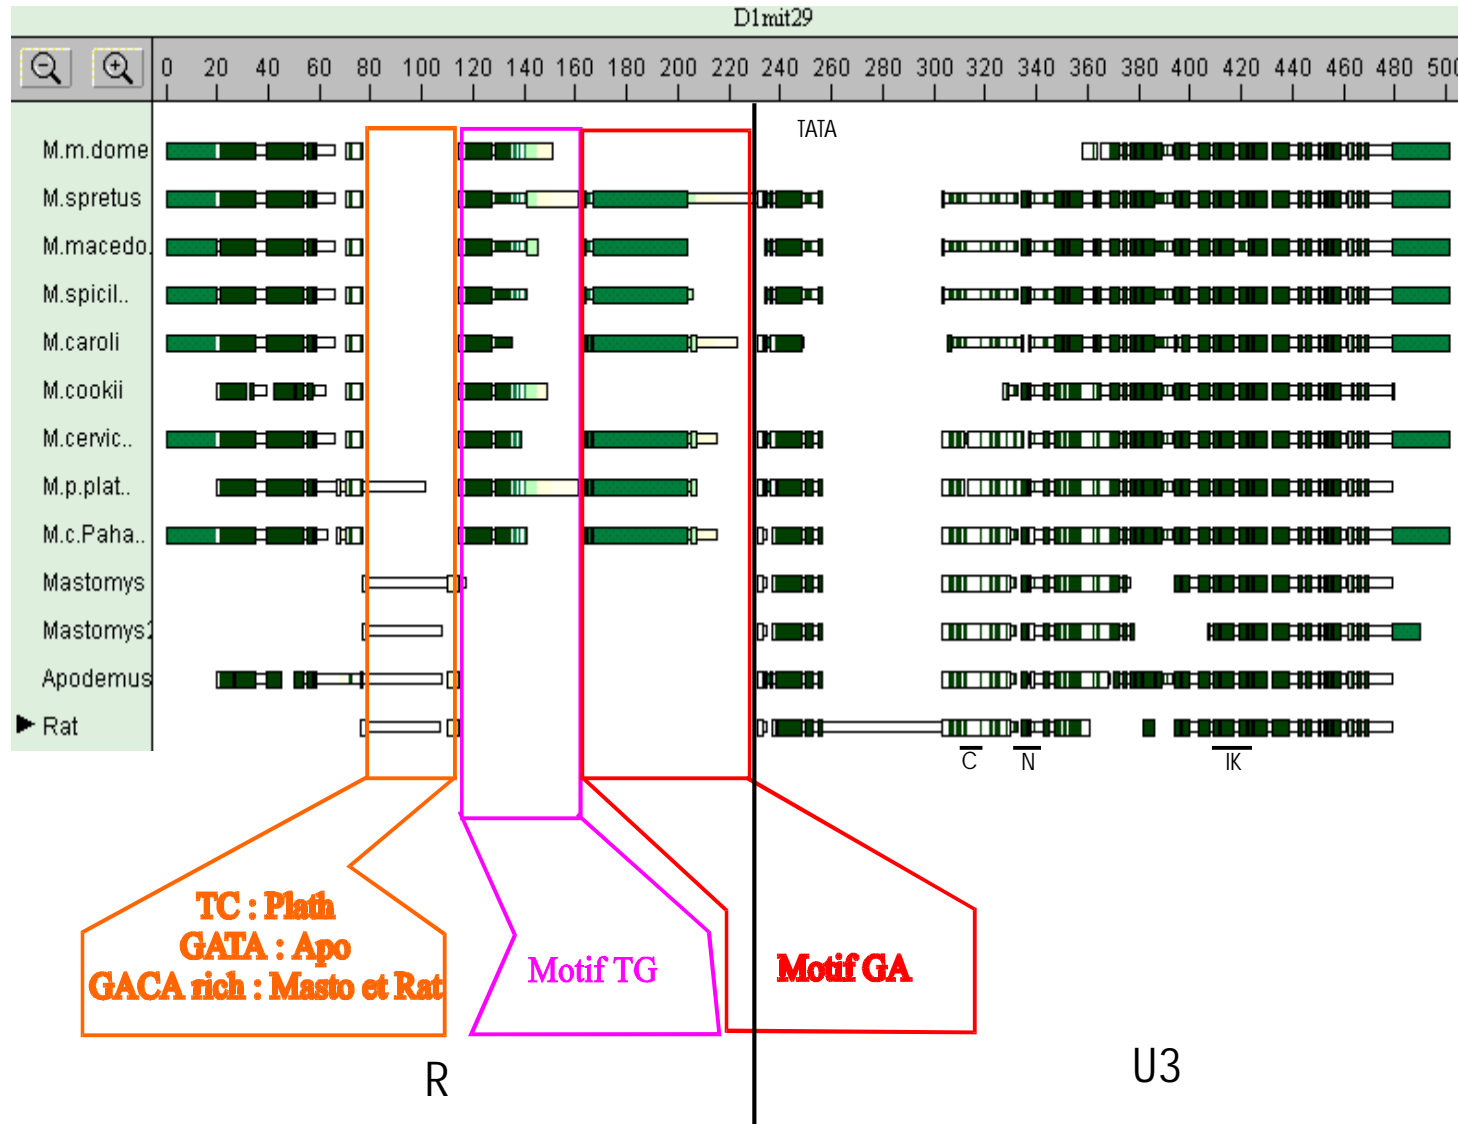 D1mit29
0 20 40 60 80 100 120 140 160 180 200 220 240 260 280 300 320 340 360 380 400 420 440 460 480 500
TATA
M.m.dome
M.spretus
M.macedo.
M.spicil..
M.caroli
M.cookii
M.cervic..
M.p.plat..
M.c.Paha..
Mastomys
Mastomys2
Apodemus
Rat
C N IK
TC : Plath
GATA : Apo
GACA rich : Masto et Rat
Motif TG
Motif GA
R
U3